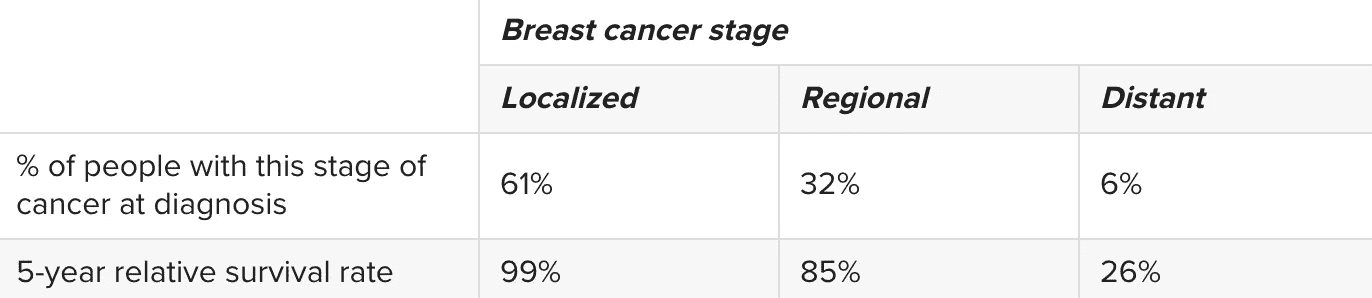 Breast cancer stage
Localized Regional Distant
% of people with this stage of
cancer at diagnosis
61% 32% 6%
5-year relative survival rate 99% 85% 26%